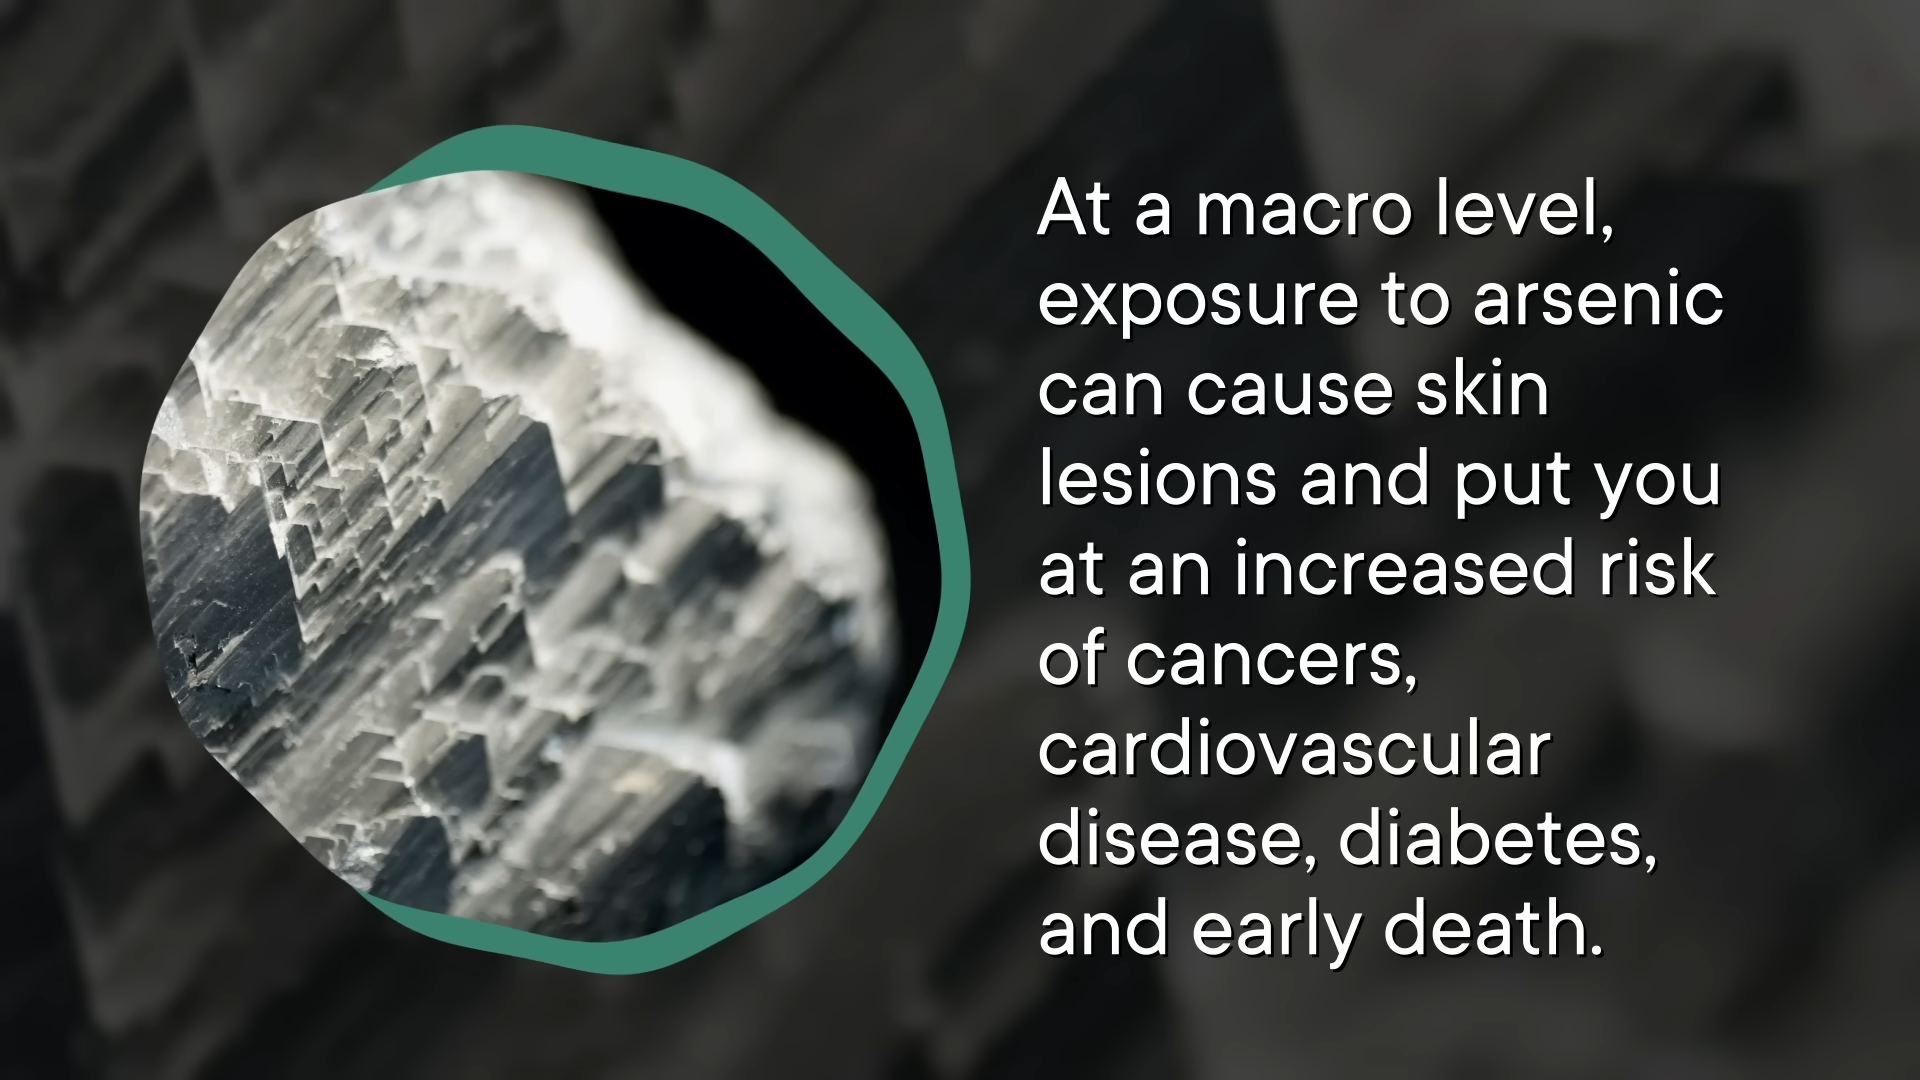 At a macro level,
exposure to arsenic
can cause skin
lesions and put you
at an increased risk
of cancers,
cardiovascular
disease, diabetes,
and early death.